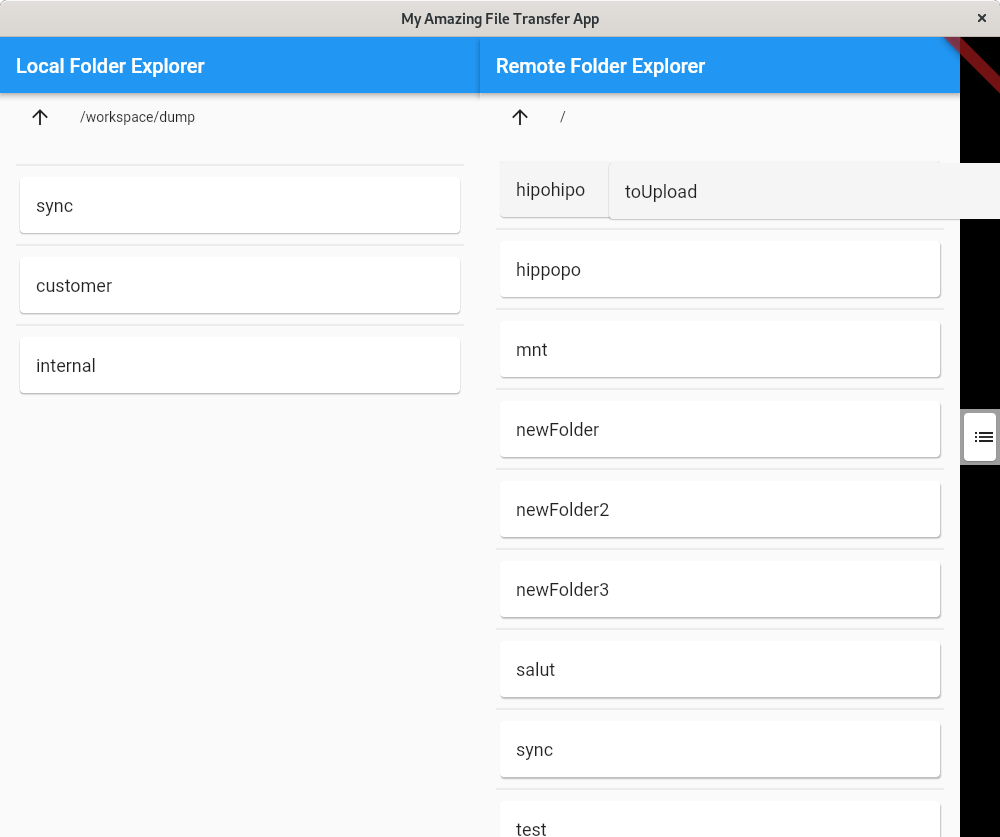 My Amazing File Transfer App
Local Folder Explorer
Remote Folder Explorer
/workspace/dump
/
sync
customer
internal
hipohipo
toUpload
hippopo
mnt
newFolder
newFolder2
newFolder3
salut
sync
test